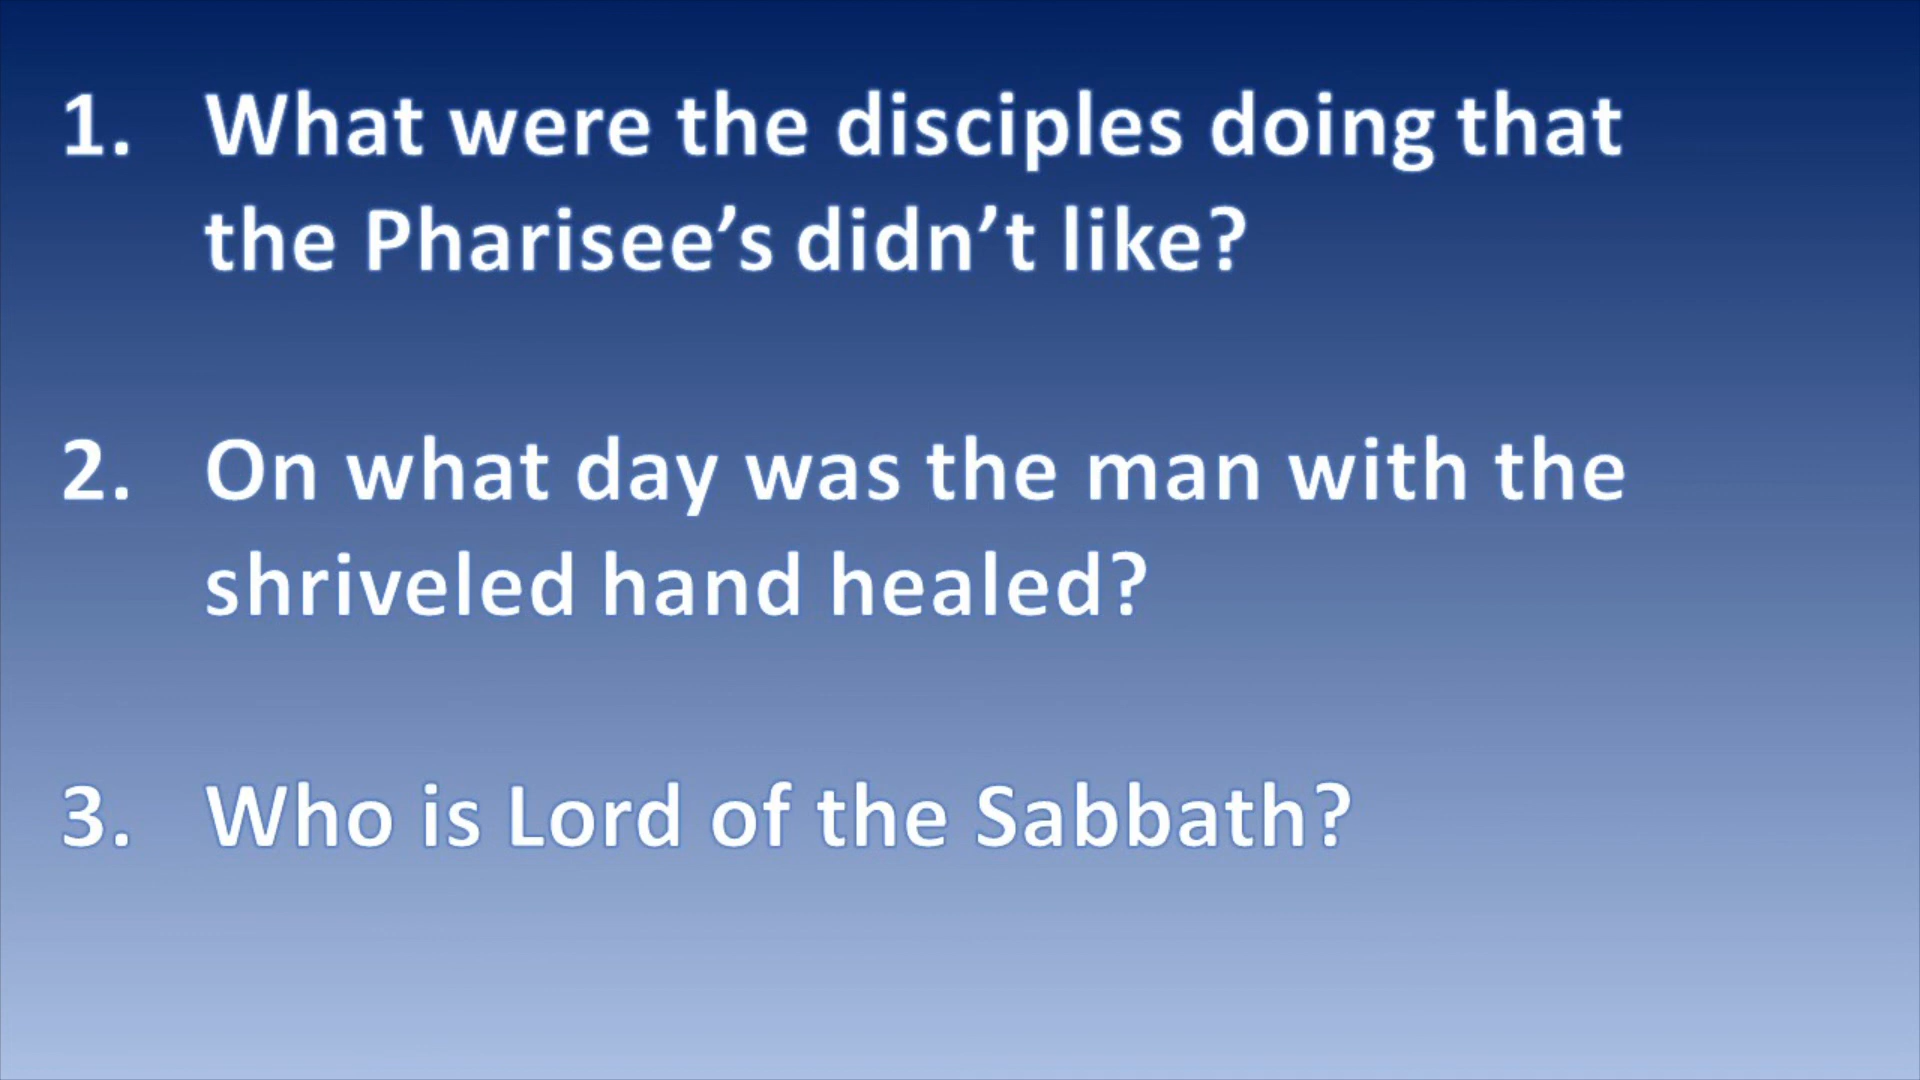 1. What were the disciples doing that
the Pharisee’s didn’t like?
2. On what day was the man with the
shriveled hand healed?
3. Who is Lord of the Sabbath?